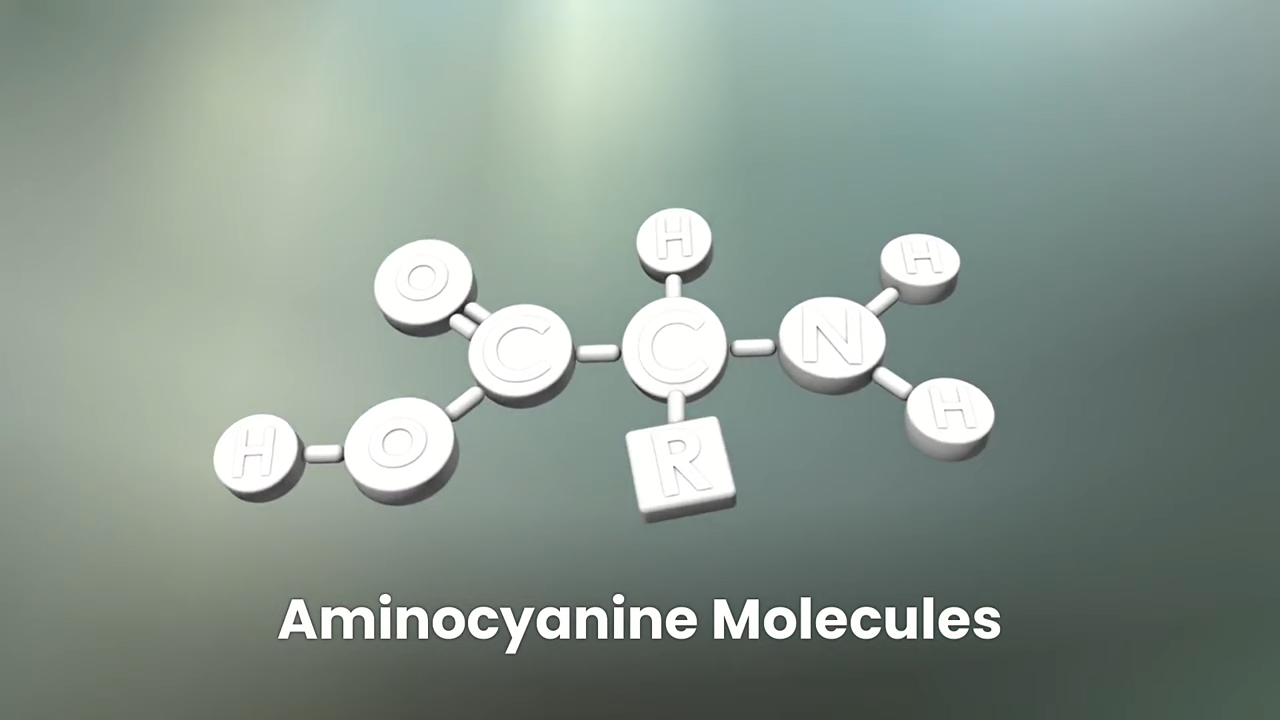 H
O H
C C N
H O R H
Aminocyanine Molecules